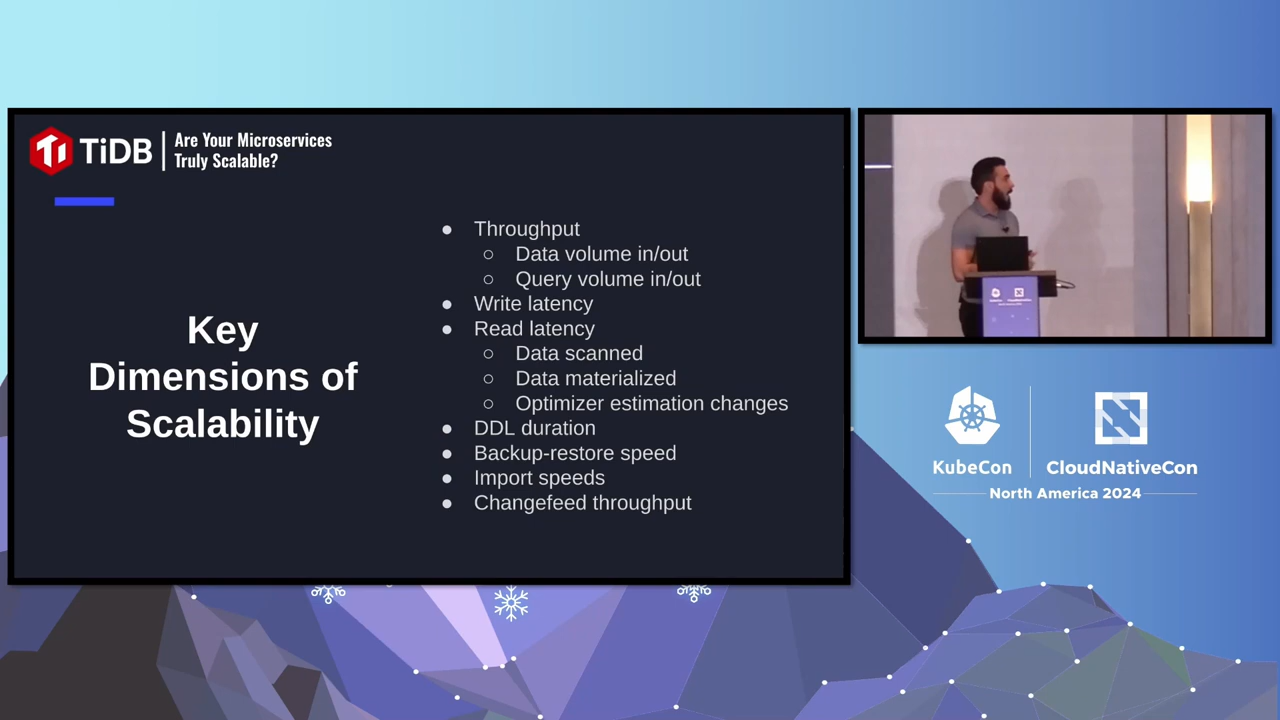 TiDB
Are Your Microservices
Truly Scalable?
Key
Dimensions of
Scalability
● Throughput
○ Data volume in/out
○ Query volume in/out
● Write latency
● Read latency
○ Data scanned
○ Data materialized
○ Optimizer estimation changes
● DDL duration
● Backup-restore speed
● Import speeds
● Changefeed throughput
KubeCon
CloudNativeCon
North America 2024